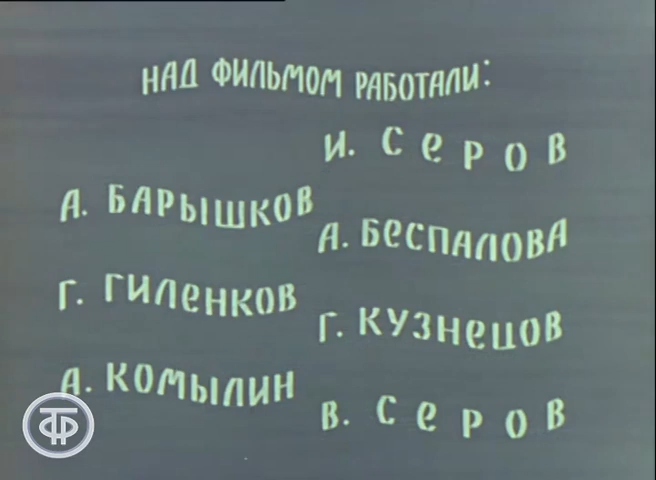 НАД ФИЛЬМОМ РАБОТАЛИ:
И. СЕРОВ
А. БАРЫШКОВ
А. БЕСПАЛОВА
Г. ГИЛЕНКОВ
Г. КУЗНЕЦОВ
А. КОМЫЛИН
В. СЕРОВ